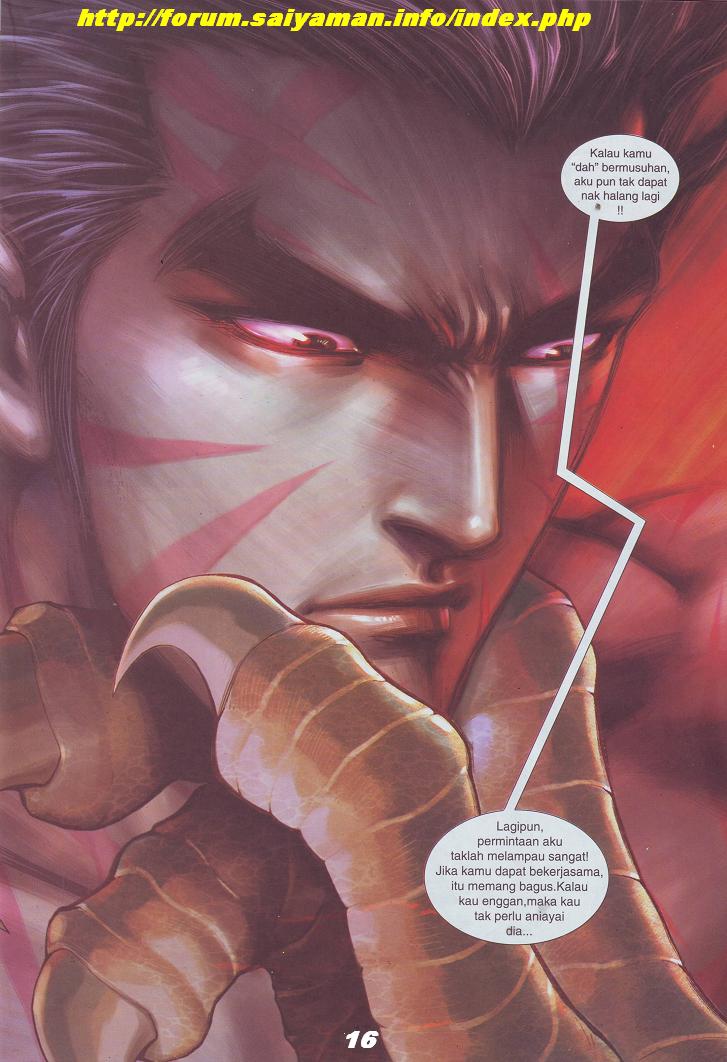 http://forum.saiyaman.info/index.php
Kalau kamu
“dah” bermusuhan,
aku pun tak dapat
nak halang lagi
!!
Lagipun,
permintaan aku
taklah melampau sangat!
Jika kamu dapat bekerjasama,
itu memang bagus.Kalau
kau enggan,maka kau
tak perlu aniayai
dia...
16